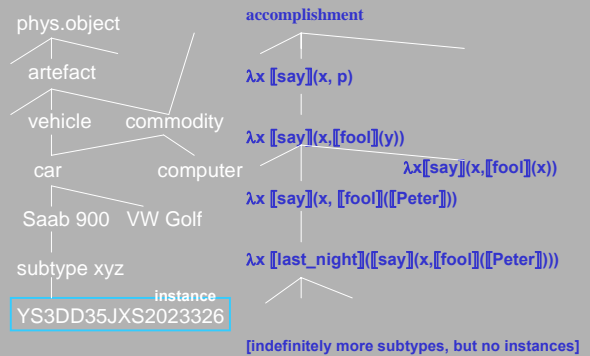 phys.object
artefact
vehicle commodity
car computer
Saab 900 VW Golf
subtype xyz
instance
YS3DD35JXS2023326
accomplishment
λx ⟦say⟧(x, p)
λx ⟦say⟧(x,⟦fool⟧(y))
λx⟦say⟧(x,⟦fool⟧(x))
λx ⟦say⟧(x, ⟦fool⟧(⟦Peter⟧))
λx ⟦last_night⟧(⟦say⟧(x,⟦fool⟧(⟦Peter⟧)))
[indefinitely more subtypes, but no instances]